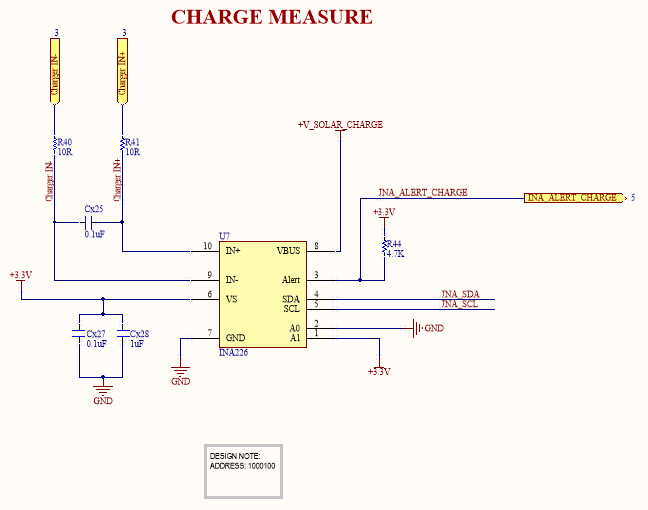 CHARGE MEASURE
3
3
Charger IN-
Charger IN+
R40
10R
R41
10R
Charger IN-
Charger IN+
+V_SOLAR_CHARGE
INA_ALERT_CHARGE
INA_ALERT_CHARGE
5
Cx25
0.1uF
+3.3V
R44
4.7K
U7
10
IN+
VBUS
8
9
IN-
Alert
3
+3.3V
6
VS
SDA
4
INA_SDA
SCL
5
INA_SCL
A0
2
GND
7
GND
A1
1
INA226
Cx27
0.1uF
Cx28
1uF
GND
+3.3V
GND
DESIGN NOTE:
ADDRESS: 1000100